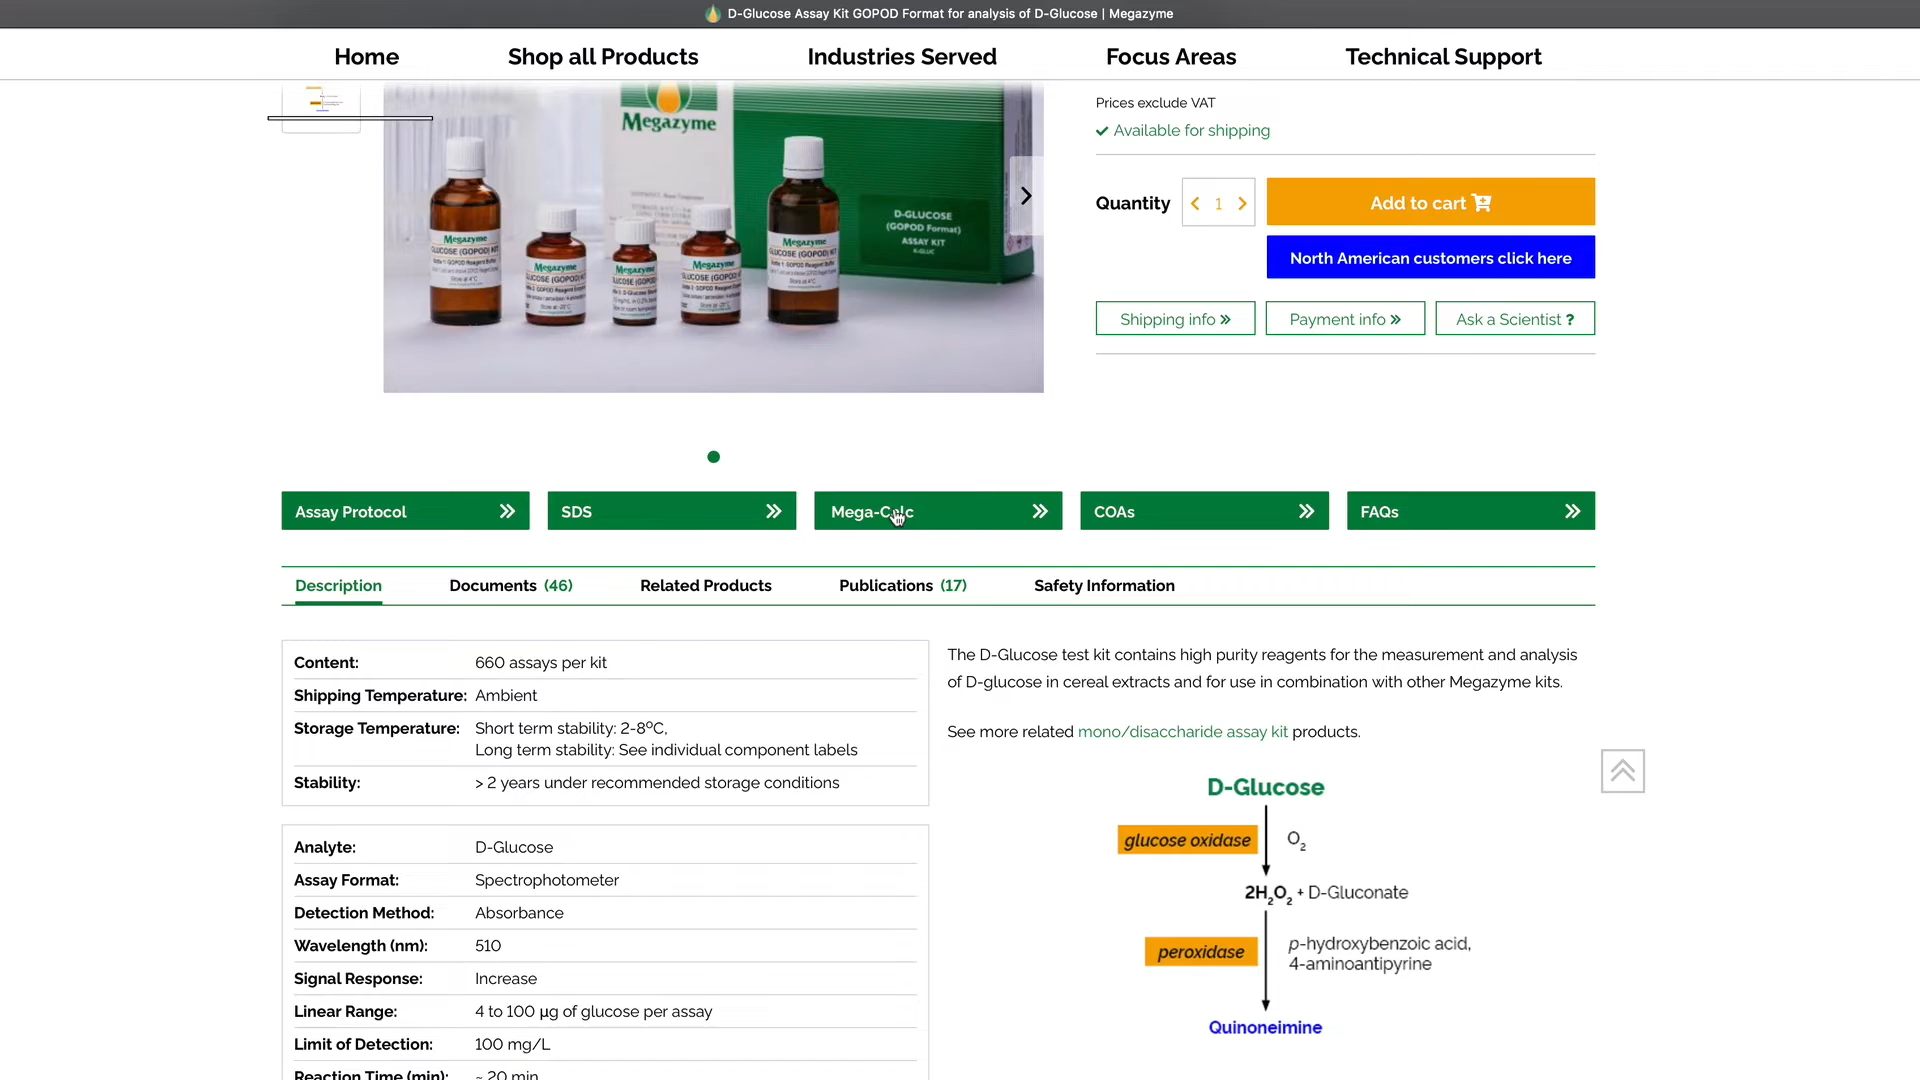 D-Glucose Assay Kit GOPOD Format for analysis of D-Glucose | Megazyme
Home
Shop all Products
Industries Served
Focus Areas
Technical Support
Megazyme
D-GLUCOSE
(GOPOD Format)
ASSAY KIT
K-GLUC
Megazyme
Megazyme
Megazyme
Megazyme
Megazyme
Prices exclude VAT
Available for shipping
Quantity
1
Add to cart
North American customers click here
Shipping info »
Payment info »
Ask a Scientist ?
Assay Protocol
SDS
Mega-Calc
COAs
FAQs
Description
Documents (46)
Related Products
Publications (17)
Safety Information
Content: 660 assays per kit
Shipping Temperature: Ambient
Storage Temperature: Short term stability: 2-8ºC,
Long term stability: See individual component labels
Stability: > 2 years under recommended storage conditions
Analyte: D-Glucose
Assay Format: Spectrophotometer
Detection Method: Absorbance
Wavelength (nm): 510
Signal Response: Increase
Linear Range: 4 to 100 μg of glucose per assay
Limit of Detection: 100 mg/L
Reaction Time (min): ~ 20 min
The D-Glucose test kit contains high purity reagents for the measurement and analysis
of D-glucose in cereal extracts and for use in combination with other Megazyme kits.
See more related mono/disaccharide assay kit products.
D-Glucose
glucose oxidase
O₂
2H₂O₂ + D-Gluconate
peroxidase
p-hydroxybenzoic acid,
4-aminoantipyrine
Quinoneimine